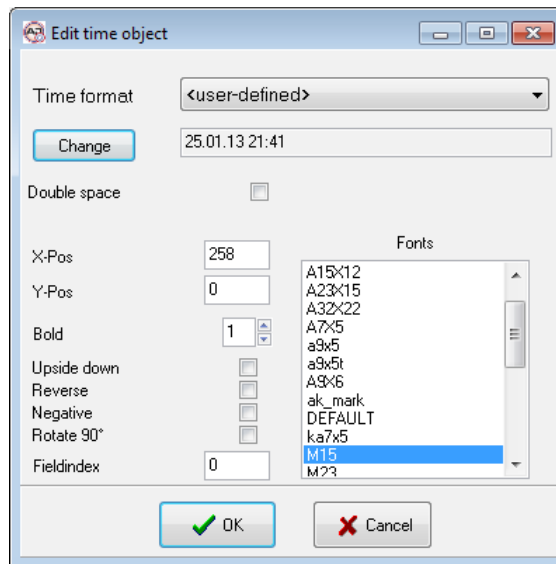 Edit time object
Time format
<user-defined>
Change
25.01.13 21:41
Double space
Fonts
X-Pos
258
Y-Pos
0
Bold
1
Upside down
Reverse
Negative
Rotate 90°
Fieldindex
0
A15X12
A23X15
A32X22
A7X5
a9x5
a9x5t
A9X6
ak_mark
DEFAULT
ka7x5
M15
M23
OK
Cancel